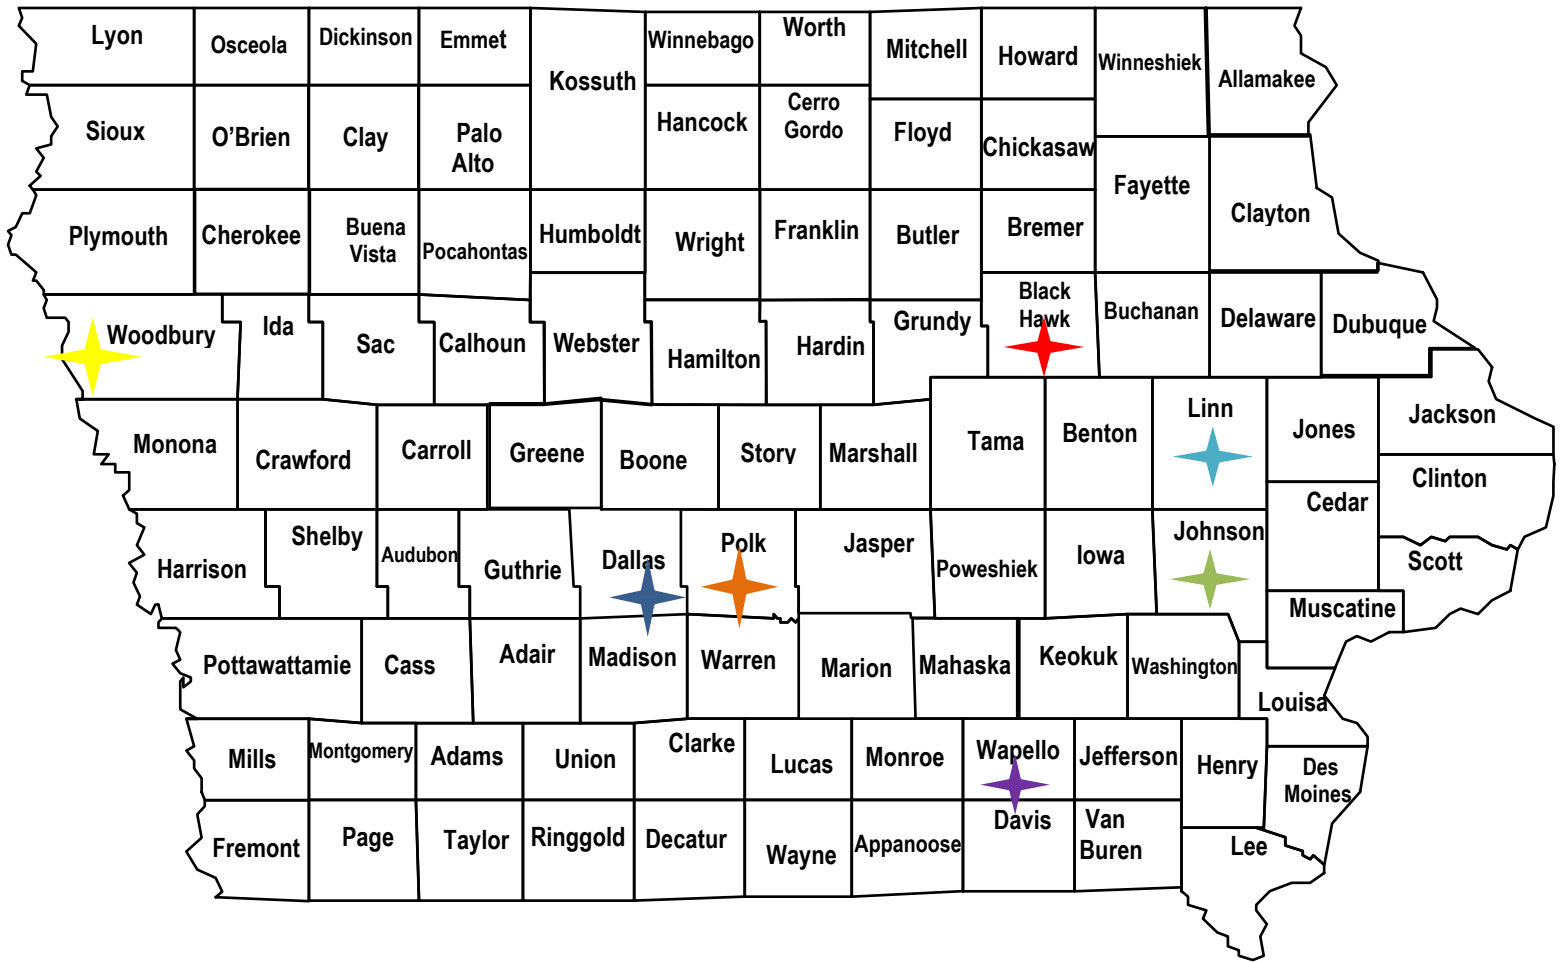 Lyon
Osceola
Dickinson
Emmet
Kossuth
Winnebago
Worth
Mitchell
Howard
Winneshiek
Allamakee
Sioux
O’Brien
Clay
Palo
Alto
Hancock
Cerro
Gordo
Floyd
Chickasaw
Fayette
Clayton
Plymouth
Cherokee
Buena
Vista
Pocahontas
Humboldt
Wright
Franklin
Butler
Bremer
Woodbury
Ida
Sac
Calhoun
Webster
Hamilton
Hardin
Grundy
Black
Hawk
Buchanan
Delaware
Dubuque
Monona
Crawford
Carroll
Greene
Boone
Story
Marshall
Tama
Benton
Linn
Jones
Jackson
Clinton
Cedar
Harrison
Shelby
Audubon
Guthrie
Dallas
Polk
Jasper
Poweshiek
Iowa
Johnson
Scott
Muscatine
Pottawattamie
Cass
Adair
Madison
Warren
Marion
Mahaska
Keokuk
Washington
Louisa
Mills
Montgomery
Adams
Union
Clarke
Lucas
Monroe
Wapello
Jefferson
Henry
Des
Moines
Fremont
Page
Taylor
Ringgold
Decatur
Wayne
Appanoose
Davis
Van
Buren
Lee